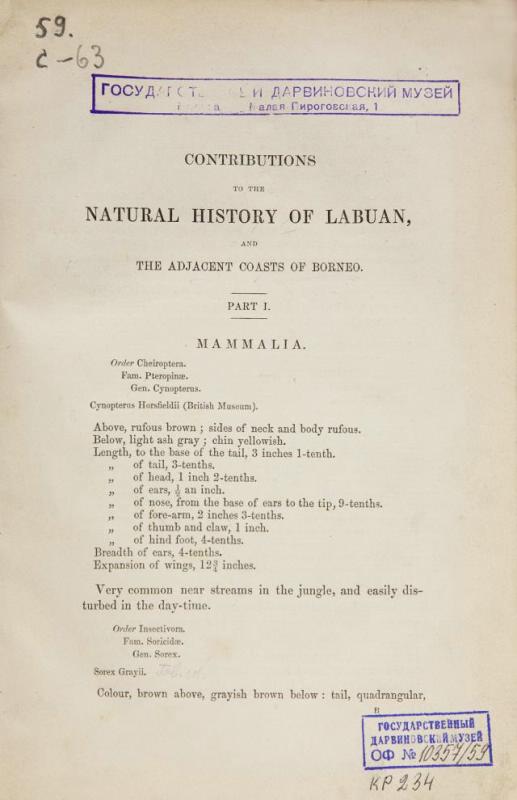 59.
с-63
ГОСУДА И ДАРВИНОВСКИЙ МУЗЕЙ
Малая Пироговская, 1
CONTRIBUTIONS
TO THE
NATURAL HISTORY OF LABUAN,
AND
THE ADJACENT COASTS OF BORNEO.
PART I.
MAMMALIA.
Order Cheiroptera.
Fam. Pteropinæ.
Gen. Cynopterus.
Cynopterus Horsfieldii (British Museum).
Above, rufous brown; sides of neck and body rufous.
Below, light ash gray; chin yellowish.
Length, to the base of the tail, 3 inches 1-tenth.
„ of tail, 3-tenths.
„ of head, 1 inch 2-tenths.
„ of ears, ½ an inch.
„ of nose, from the base of ears to the tip, 9-tenths.
„ of fore-arm, 2 inches 3-tenths.
„ of thumb and claw, 1 inch.
„ of hind foot, 4-tenths.
Breadth of ears, 4-tenths.
Expansion of wings, 12¾ inches.
Very common near streams in the jungle, and easily dis-
turbed in the day-time.
Order Insectivora.
Fam. Soricidæ.
Gen. Sorex.
Sorex Grayii.
Colour, brown above, grayish brown below: tail, quadrangular,
B
ГОСУДАРСТВЕННЫЙ
ДАРВИНОВСКИЙ МУЗЕЙ
ОФ № 10357/59
КР 234